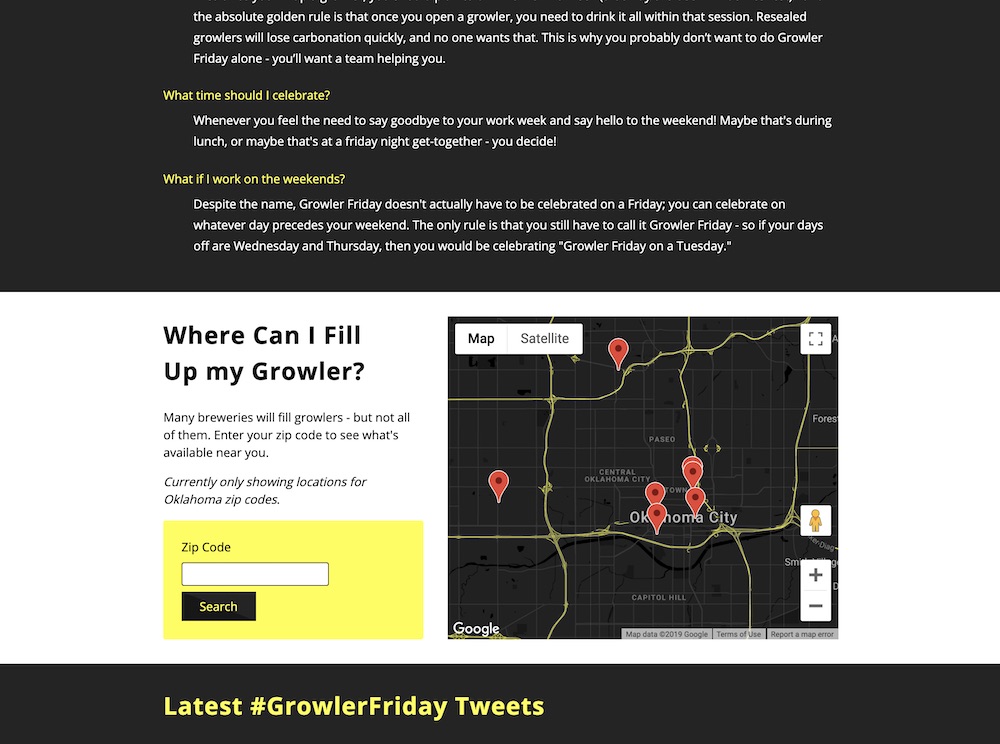 the absolute golden rule is that once you open a growler, you need to drink it all within that session. Resealed
growlers will lose carbonation quickly, and no one wants that. This is why you probably don’t want to do Growler
Friday alone - you’ll want a team helping you.
What time should I celebrate?
Whenever you feel the need to say goodbye to your work week and say hello to the weekend! Maybe that's during
lunch, or maybe that's at a friday night get-together - you decide!
What if I work on the weekends?
Despite the name, Growler Friday doesn't actually have to be celebrated on a Friday; you can celebrate on
whatever day precedes your weekend. The only rule is that you still have to call it Growler Friday - so if your days
off are Wednesday and Thursday, then you would be celebrating "Growler Friday on a Tuesday."
Where Can I Fill
Up my Growler?
Many breweries will fill growlers - but not all
of them. Enter your zip code to see what's
available near you.
Currently only showing locations for
Oklahoma zip codes.
Zip Code
Search
Map
Satellite
PASEO
CENTRAL
OKLAHOMA CITY
Oklahoma City
CAPITOL HILL
Google
Map data ©2019 Google
Terms of Use
Report a map error
Latest #GrowlerFriday Tweets